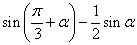 sin(π/3 + α) − 1/2 sin α